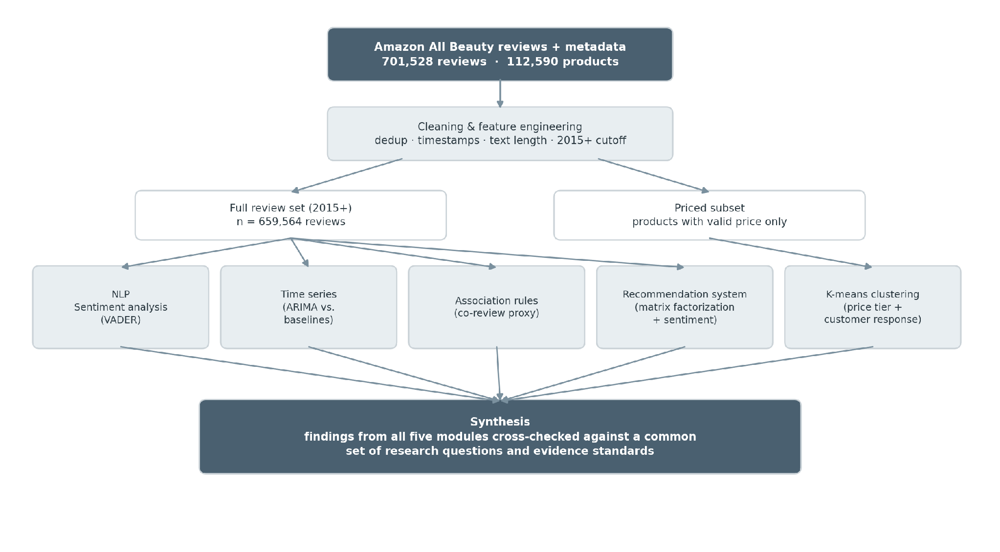 Amazon All Beauty reviews + metadata
701,528 reviews · 112,590 products
Cleaning & feature engineering
dedup · timestamps · text length · 2015+ cutoff
Full review set (2015+)
n = 659,564 reviews
Priced subset
products with valid price only
NLP
Sentiment analysis
(VADER)
Time series
(ARIMA vs.
baselines)
Association rules
(co-review proxy)
Recommendation system
(matrix factorization
+ sentiment)
K-means clustering
(price tier +
customer response)
Synthesis
findings from all five modules cross-checked against a common
set of research questions and evidence standards